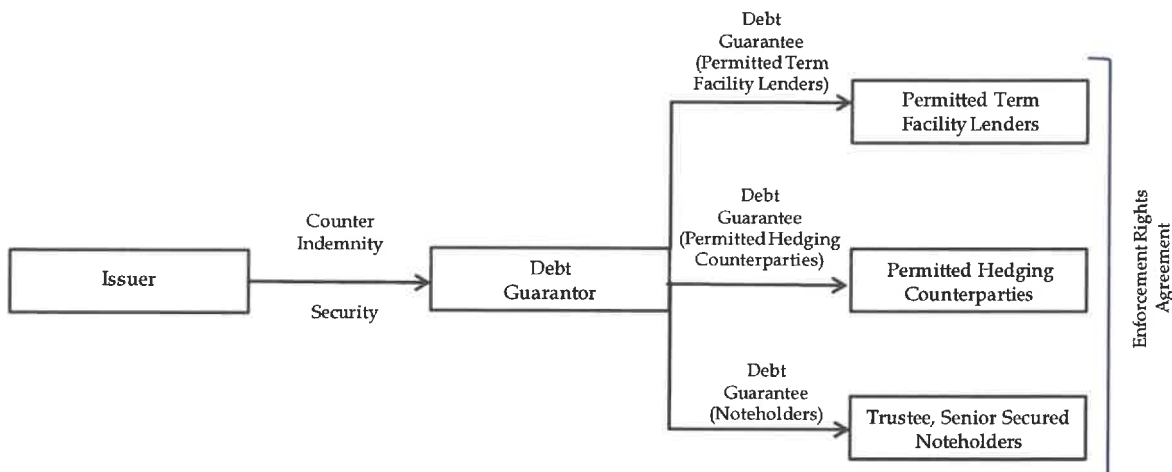 Debt
Guarantee
(Permitted Term
Facility Lenders)
Permitted Term
Facility Lenders
Counter
Indemnity
Issuer
Security
Debt
Guarantor
Debt
Guarantee
(Permitted Hedging
Counterparties)
Permitted Hedging
Counterparties
Debt
Guarantee
(Noteholders)
Trustee, Senior Secured
Noteholders
Enforcement Rights
Agreement